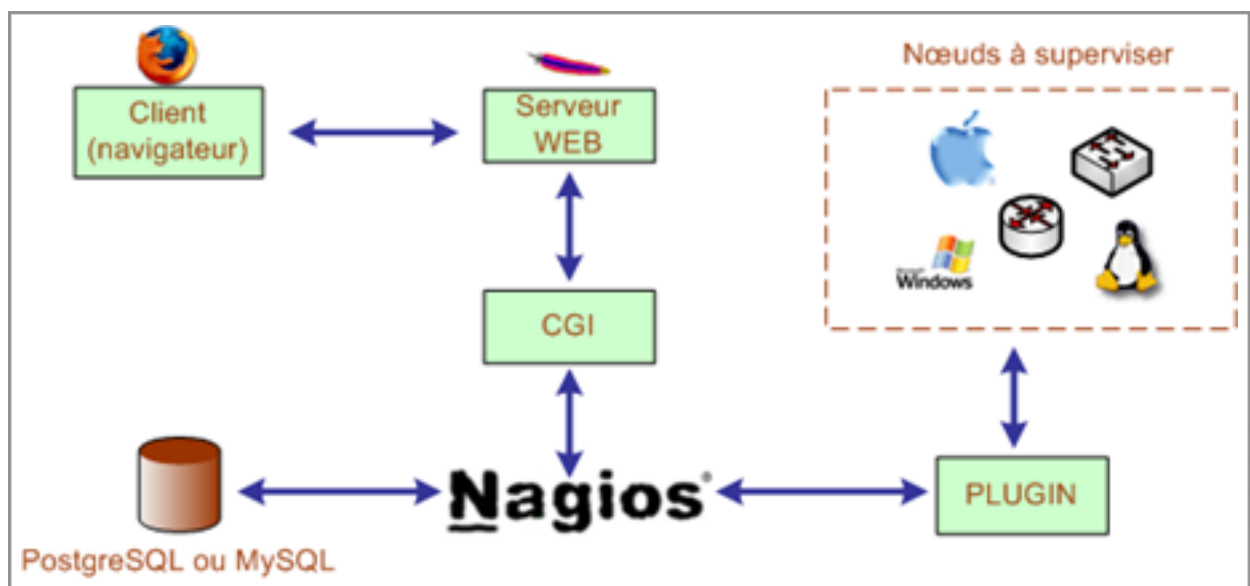 Client
(navigateur)
Serveur
WEB
Nœuds à superviser
Windows
CGI
Nagios®
PLUGIN
PostgreSQL ou MySQL